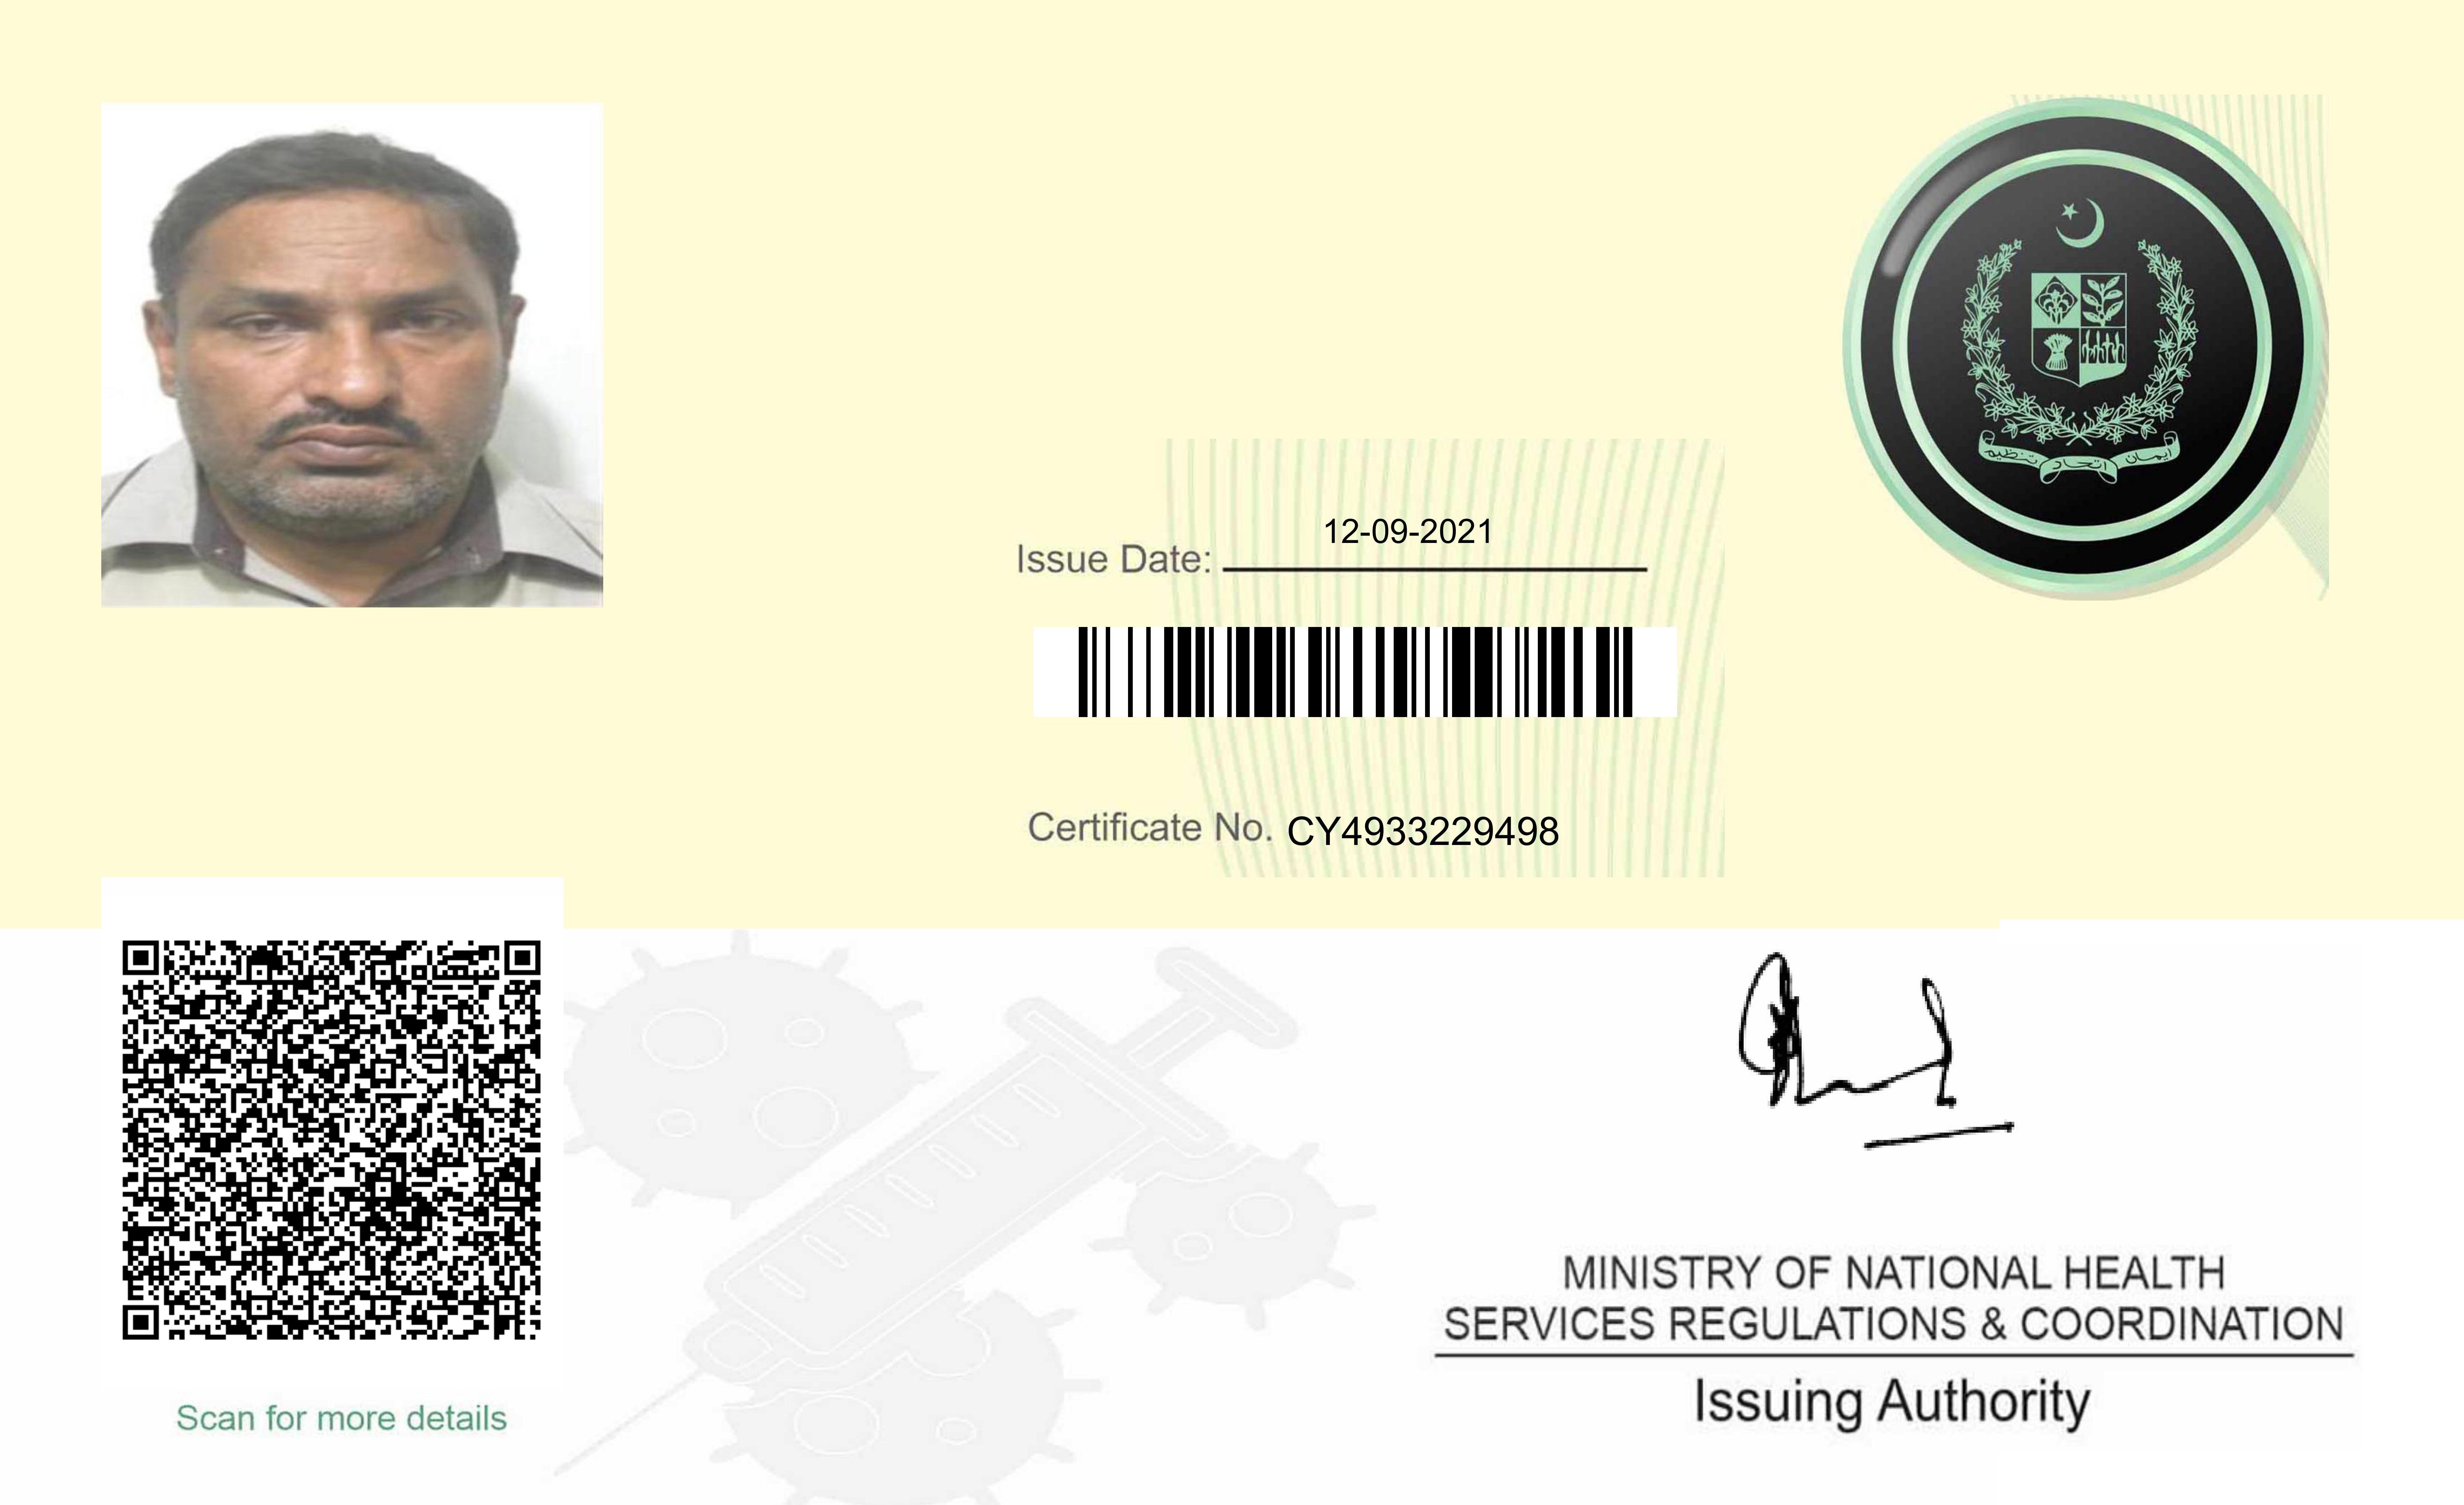 ایمان اتحاد تنظیم
Issue Date: 12-09-2021
Certificate No. CY4933229498
Scan for more details
MINISTRY OF NATIONAL HEALTH
SERVICES REGULATIONS & COORDINATION
Issuing Authority